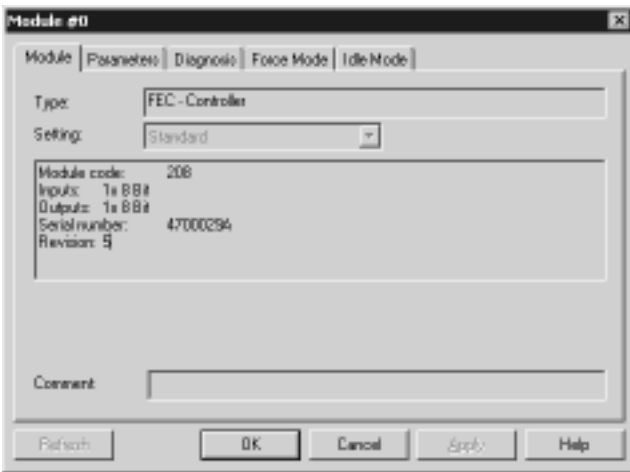 Module #0
Module Parameters Diagnosis Force Mode Idle Mode
Type: FEC - Controller
Setting: Standard
Module code: 208
Inputs: 1x 8 Bit
Outputs: 1x 8 Bit
Serial number: 4700029A
Revision: 5
Comment
Refresh OK Cancel Apply Help